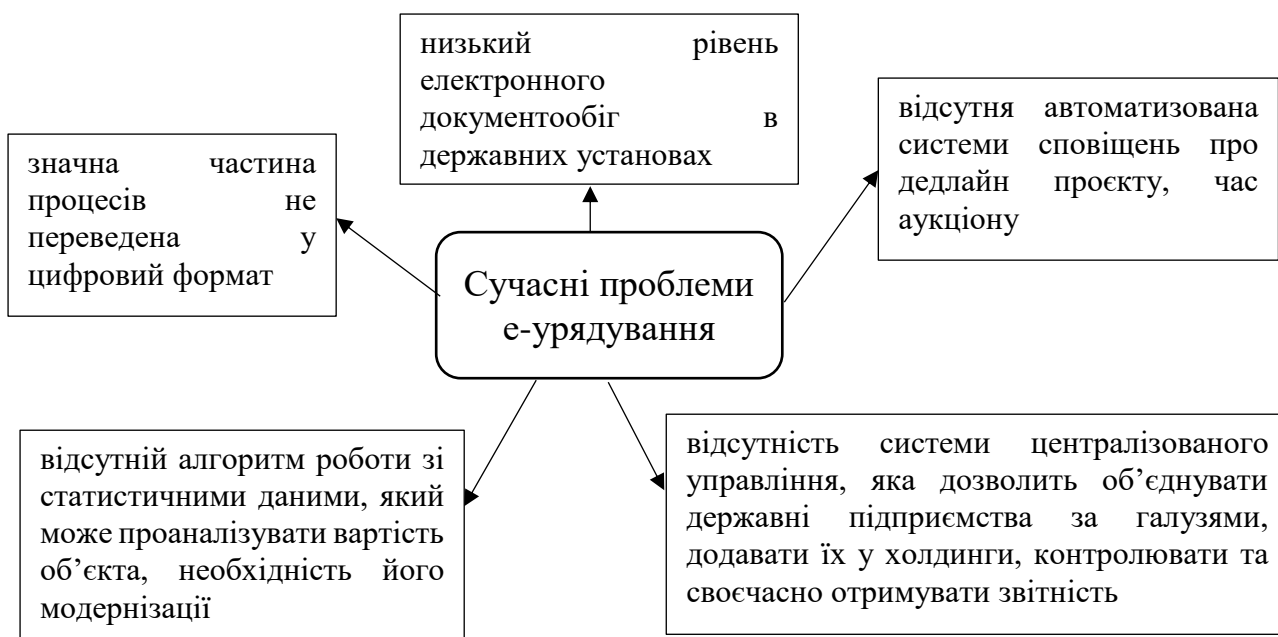 низький рівень
електронного
документообіг в
державних установах
відсутня автоматизована
системи сповіщень про
дедлайн проєкту, час
аукціону
значна частина
процесів не
переведена у
цифровий формат
Сучасні проблеми
е-урядування
відсутній алгоритм роботи зі
статистичними даними, який
може проаналізувати вартість
об’єкта, необхідність його
модернізації
відсутність системи централізованого
управління, яка дозволить об’єднувати
державні підприємства за галузями,
додавати їх у холдинги, контролювати та
своєчасно отримувати звітність